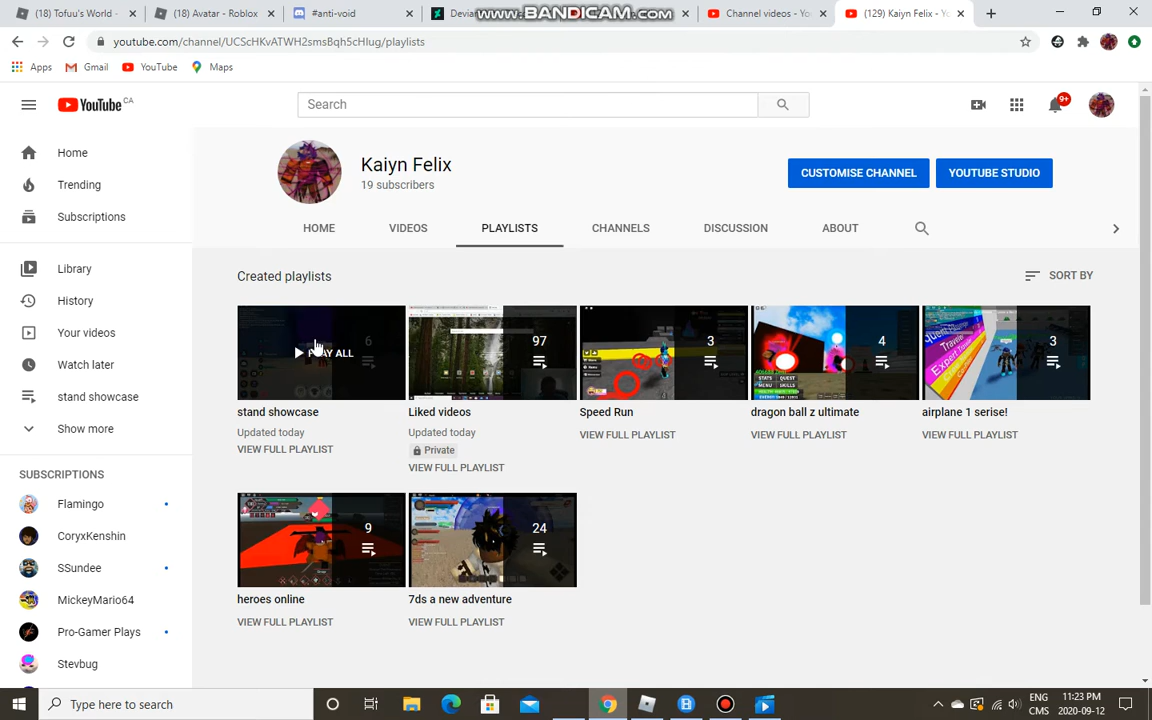 (18) Tofuu's World -
(18) Avatar - Roblox
#anti-void
Devian
www.BANDICAM.com
Channel videos - Yo
(129) Kaiyn Felix - Yo
youtube.com/channel/UCScHKvATWH2smsBqh5cHIug/playlists
Apps
Gmail
YouTube
Maps
YouTube CA
Search
9+
Home
Trending
Subscriptions
Library
History
Your videos
Watch later
stand showcase
Show more
SUBSCRIPTIONS
Flamingo
CoryxKenshin
SSundee
MickeyMario64
Pro-Gamer Plays
Stevbug
Kaiyn Felix
19 subscribers
CUSTOMISE CHANNEL
YOUTUBE STUDIO
HOME
VIDEOS
PLAYLISTS
CHANNELS
DISCUSSION
ABOUT
Created playlists
SORT BY
6
PLAY ALL
stand showcase
Updated today
VIEW FULL PLAYLIST
97
Liked videos
Updated today
Private
VIEW FULL PLAYLIST
3
Speed Run
VIEW FULL PLAYLIST
4
dragon ball z ultimate
VIEW FULL PLAYLIST
3
airplane 1 serise!
VIEW FULL PLAYLIST
9
heroes online
VIEW FULL PLAYLIST
24
7ds a new adventure
VIEW FULL PLAYLIST
Type here to search
ENG
CMS
11:23 PM
2020-09-12